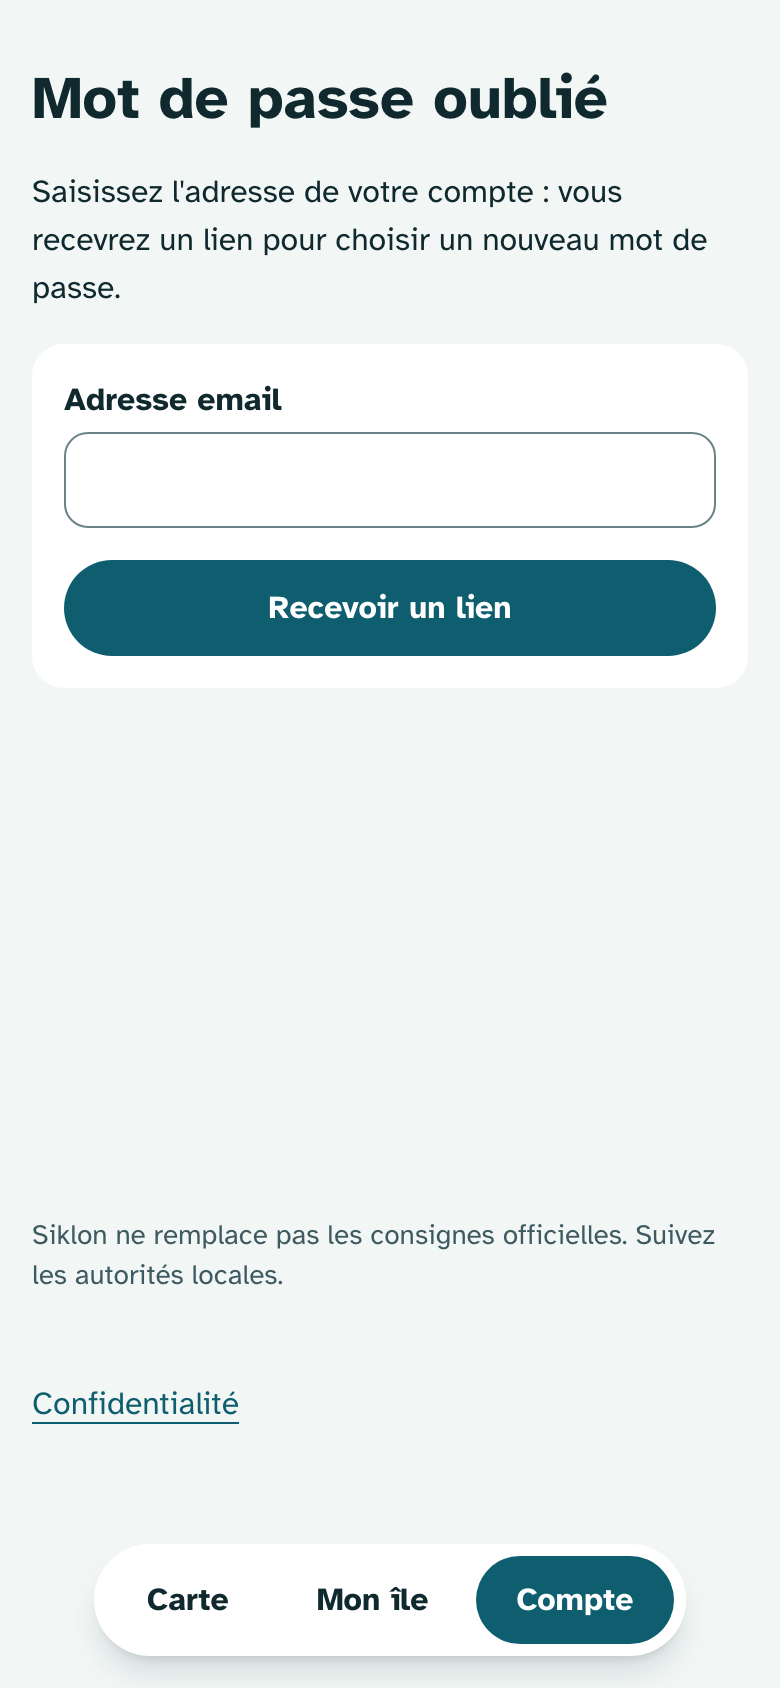 Mot de passe oublié
Saisissez l'adresse de votre compte : vous
recevrez un lien pour choisir un nouveau mot de
passe.
Adresse email
Recevoir un lien
Siklon ne remplace pas les consignes officielles. Suivez
les autorités locales.
Confidentialité
Carte
Mon île
Compte